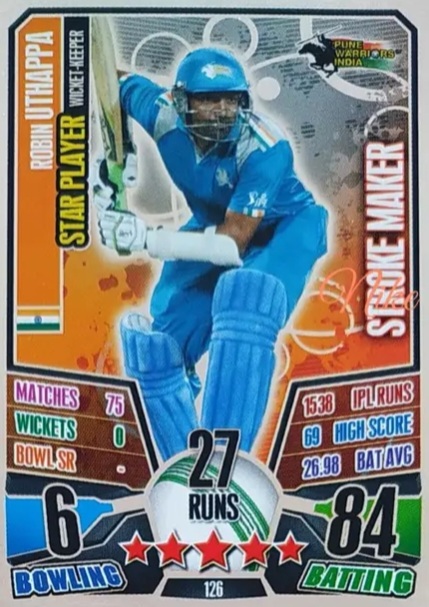 PUNE
WARRIORS
INDIA
ROBIN UTHAPPA
STAR PLAYER
WICKET-KEEPER
STROKE MAKER
Mike
MATCHES 75
WICKETS 0
BOWL SR -
1538 IPL RUNS
69 HIGH SCORE
26.98 BAT AVG
27
RUNS
6
BOWLING
84
BATTING
126